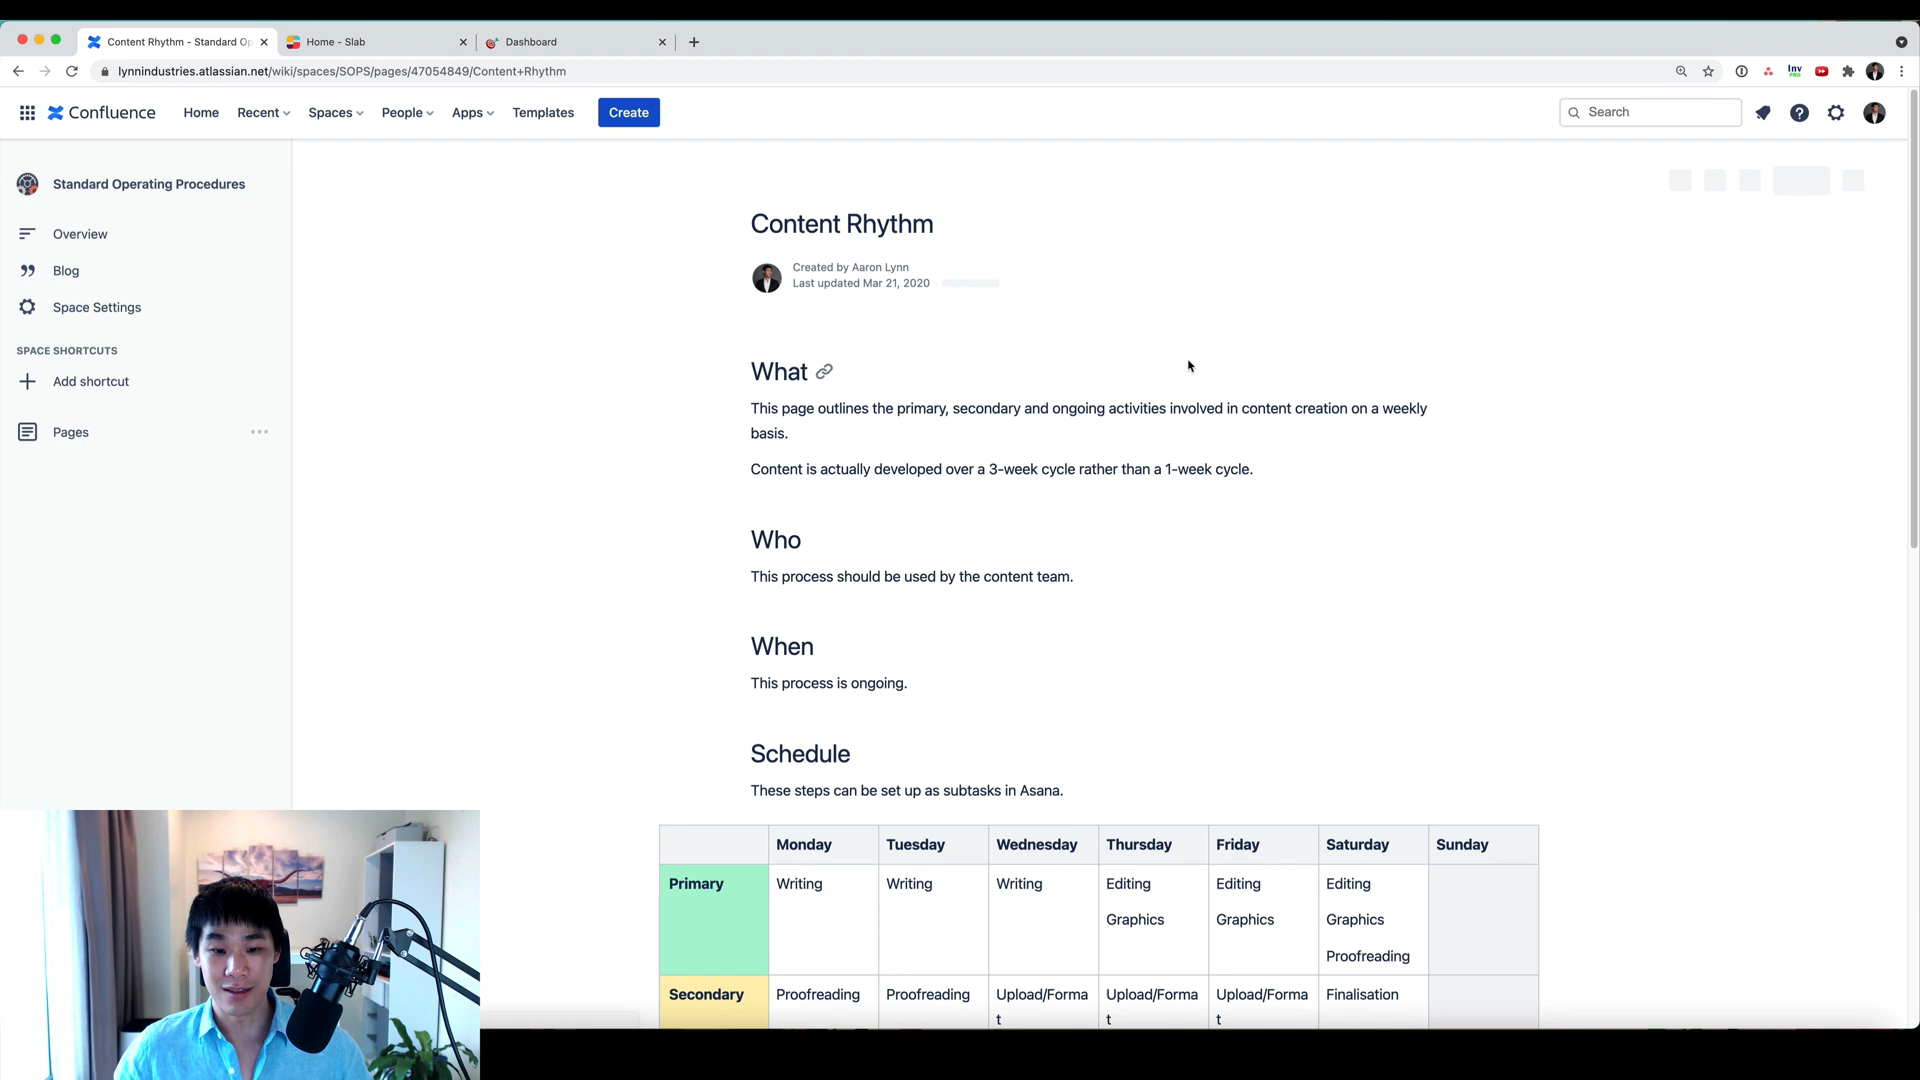 Content Rhythm - Standard Op
Home - Slab
Dashboard
lynnindustries.atlassian.net/wiki/spaces/SOPS/pages/47054849/Content+Rhythm
Inv
PRO
Confluence
Home
Recent
Spaces
People
Apps
Templates
Create
Search
Standard Operating Procedures
Overview
Blog
Space Settings
SPACE SHORTCUTS
Add shortcut
Pages
Content Rhythm
Created by Aaron Lynn
Last updated Mar 21, 2020
What
This page outlines the primary, secondary and ongoing activities involved in content creation on a weekly
basis.
Content is actually developed over a 3-week cycle rather than a 1-week cycle.
Who
This process should be used by the content team.
When
This process is ongoing.
Schedule
These steps can be set up as subtasks in Asana.
Monday Tuesday Wednesday Thursday Friday Saturday Sunday
Primary Writing Writing Writing Editing Editing Editing
Graphics Graphics Graphics
Proofreading
Secondary Proofreading Proofreading Upload/Forma Upload/Forma Upload/Forma Finalisation
t t t